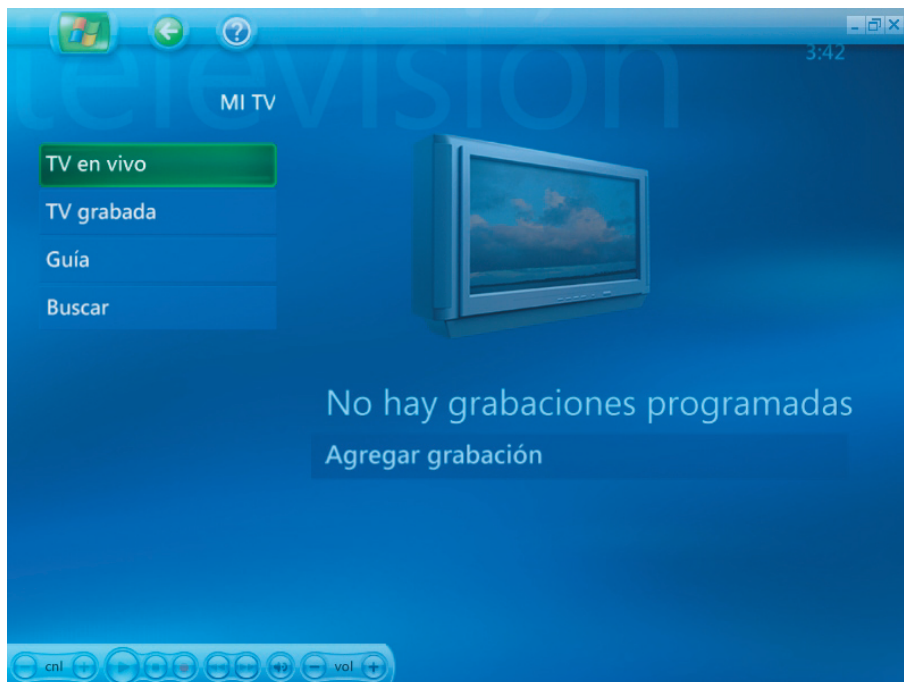 televisión
3:42
MI TV
TV en vivo
TV grabada
Guía
Buscar
No hay grabaciones programadas
Agregar grabación
cnl
vol